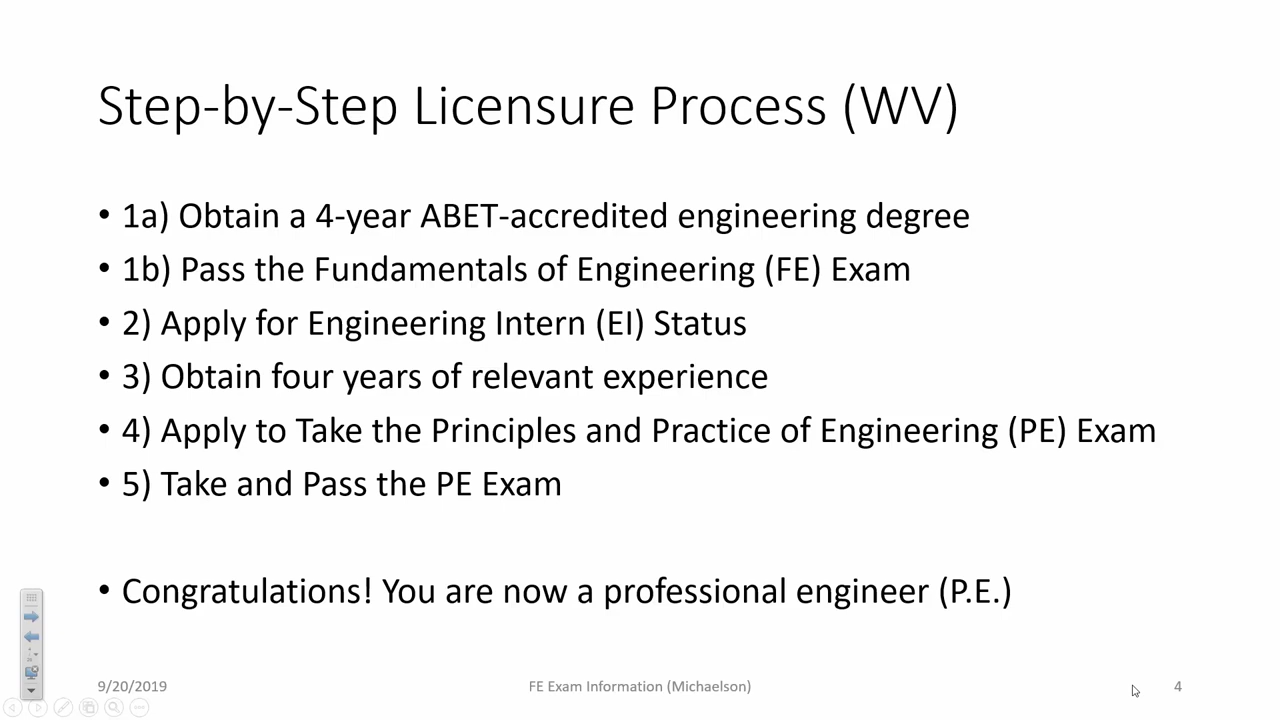 Step-by-Step Licensure Process (WV)
• 1a) Obtain a 4-year ABET-accredited engineering degree
• 1b) Pass the Fundamentals of Engineering (FE) Exam
• 2) Apply for Engineering Intern (EI) Status
• 3) Obtain four years of relevant experience
• 4) Apply to Take the Principles and Practice of Engineering (PE) Exam
• 5) Take and Pass the PE Exam
• Congratulations! You are now a professional engineer (P.E.)
9/20/2019 FE Exam Information (Michaelson) 4